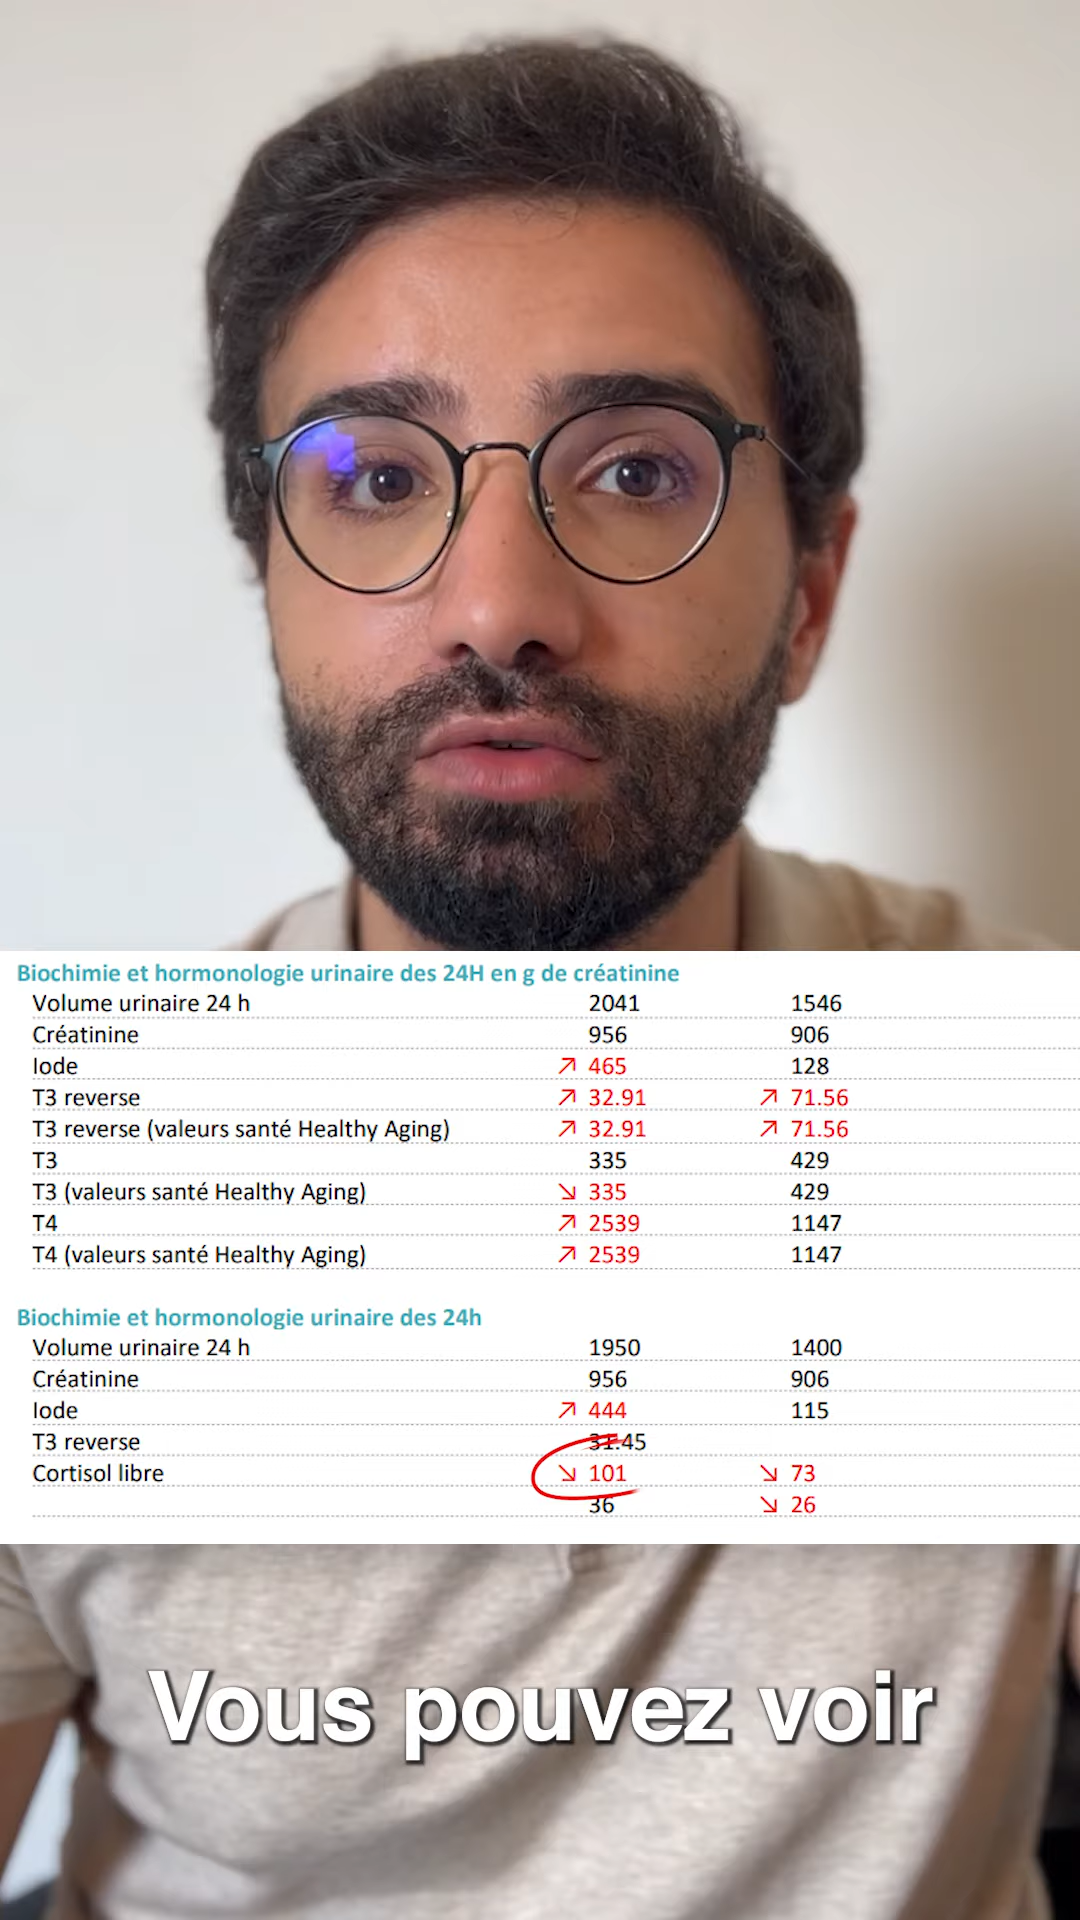 Biochimie et hormonologie urinaire des 24H en g de créatinine
Volume urinaire 24 h 2041 1546
Créatinine 956 906
Iode ↗ 465 128
T3 reverse ↗ 32.91 ↗ 71.56
T3 reverse (valeurs santé Healthy Aging) ↗ 32.91 ↗ 71.56
T3 335 429
T3 (valeurs santé Healthy Aging) ↘ 335 429
T4 ↗ 2539 1147
T4 (valeurs santé Healthy Aging) ↗ 2539 1147
Biochimie et hormonologie urinaire des 24h
Volume urinaire 24 h 1950 1400
Créatinine 956 906
Iode ↗ 444 115
T3 reverse 31.45
Cortisol libre ↘ 101 ↘ 73
36 ↘ 26
Vous pouvez voir